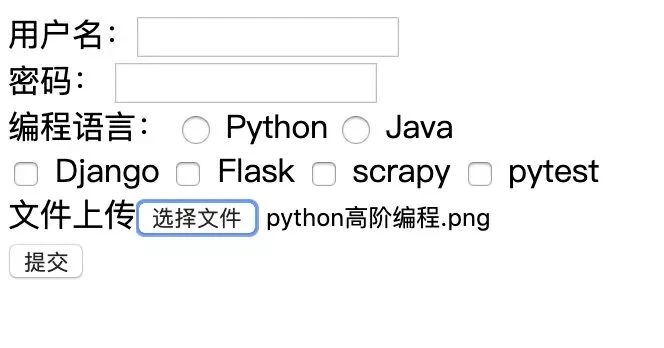 用户名：
密码：
编程语言： Python Java
Django Flask scrapy pytest
文件上传 选择文件 python高阶编程.png
提交